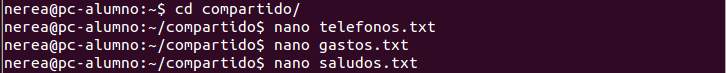 nerea@pc-alumno:~$ cd compartido/
nerea@pc-alumno:~/compartido$ nano telefonos.txt
nerea@pc-alumno:~/compartido$ nano gastos.txt
nerea@pc-alumno:~/compartido$ nano saludos.txt